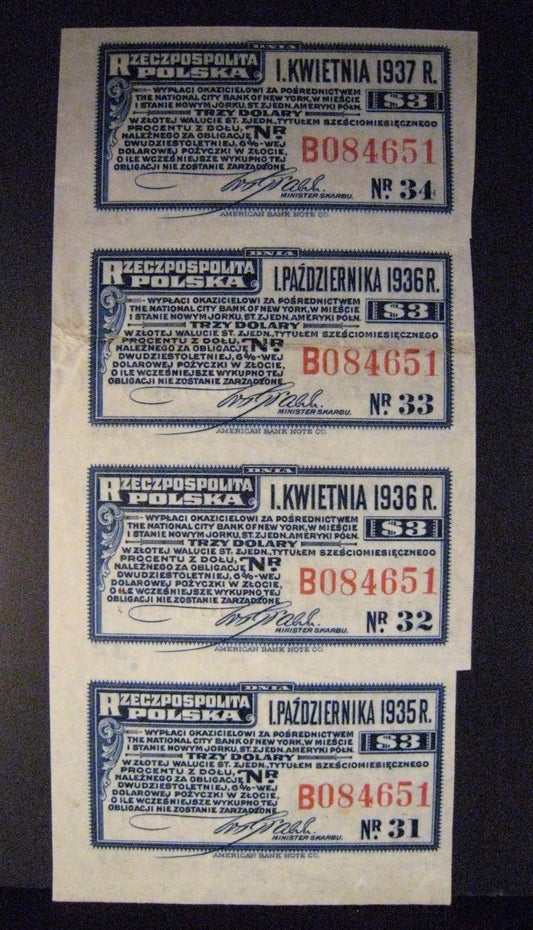 DNIA
RZECZPOSPOLITA
POLSKA
1. KWIETNIA 1937 R.
WYPŁACI OKAZICIELOWI ZA POŚREDNICTWEM
THE NATIONAL CITY BANK OF NEW YORK, W MIEŚCIE
I STANIE NOWYM JORKU, ST. ZJEDN. AMERYKI PÓŁN.
$3
TRZY DOLARY
W ZŁOTEJ WALUCIE ST. ZJEDN., TYTUŁEM SZEŚCIOMIESIĘCZNEGO
PROCENTU Z DOŁU,
NALEŻNEGO ZA OBLIGACJĘ NR
DWUDZIESTOLETNIEJ, 6%-WEJ
DOLAROWEJ POŻYCZKI W ZŁOCIE,
O ILE WCZEŚNIEJSZE WYKUPNO TEJ
OBLIGACJI NIE ZOSTANIE ZARZĄDZONE
B084651
MINISTER SKARBU.
NR. 34
AMERICAN BANK NOTE CO.
DNIA
RZECZPOSPOLITA
POLSKA
1. PAŹDZIERNIKA 1936 R.
WYPŁACI OKAZICIELOWI ZA POŚREDNICTWEM
THE NATIONAL CITY BANK OF NEW YORK, W MIEŚCIE
I STANIE NOWYM JORKU, ST. ZJEDN. AMERYKI PÓŁN.
$3
TRZY DOLARY
W ZŁOTEJ WALUCIE ST. ZJEDN., TYTUŁEM SZEŚCIOMIESIĘCZNEGO
PROCENTU Z DOŁU,
NALEŻNEGO ZA OBLIGACJĘ NR
DWUDZIESTOLETNIEJ, 6%-WEJ
DOLAROWEJ POŻYCZKI W ZŁOCIE,
O ILE WCZEŚNIEJSZE WYKUPNO TEJ
OBLIGACJI NIE ZOSTANIE ZARZĄDZONE
B084651
MINISTER SKARBU.
NR. 33
AMERICAN BANK NOTE CO.
DNIA
RZECZPOSPOLITA
POLSKA
1. KWIETNIA 1936 R.
WYPŁACI OKAZICIELOWI ZA POŚREDNICTWEM
THE NATIONAL CITY BANK OF NEW YORK, W MIEŚCIE
I STANIE NOWYM JORKU, ST. ZJEDN. AMERYKI PÓŁN.
$3
TRZY DOLARY
W ZŁOTEJ WALUCIE ST. ZJEDN., TYTUŁEM SZEŚCIOMIESIĘCZNEGO
PROCENTU Z DOŁU,
NALEŻNEGO ZA OBLIGACJĘ NR
DWUDZIESTOLETNIEJ, 6%-WEJ
DOLAROWEJ POŻYCZKI W ZŁOCIE,
O ILE WCZEŚNIEJSZE WYKUPNO TEJ
OBLIGACJI NIE ZOSTANIE ZARZĄDZONE
B084651
MINISTER SKARBU.
NR. 32
AMERICAN BANK NOTE CO.
DNIA
RZECZPOSPOLITA
POLSKA
1. PAŹDZIERNIKA 1935 R.
WYPŁACI OKAZICIELOWI ZA POŚREDNICTWEM
THE NATIONAL CITY BANK OF NEW YORK, W MIEŚCIE
I STANIE NOWYM JORKU, ST. ZJEDN. AMERYKI PÓŁN.
$3
TRZY DOLARY
W ZŁOTEJ WALUCIE ST. ZJEDN., TYTUŁEM SZEŚCIOMIESIĘCZNEGO
PROCENTU Z DOŁU,
NALEŻNEGO ZA OBLIGACJĘ NR
DWUDZIESTOLETNIEJ, 6%-WEJ
DOLAROWEJ POŻYCZKI W ZŁOCIE,
O ILE WCZEŚNIEJSZE WYKUPNO TEJ
OBLIGACJI NIE ZOSTANIE ZARZĄDZONE
B084651
MINISTER SKARBU.
NR. 31
AMERICAN BANK NOTE CO.